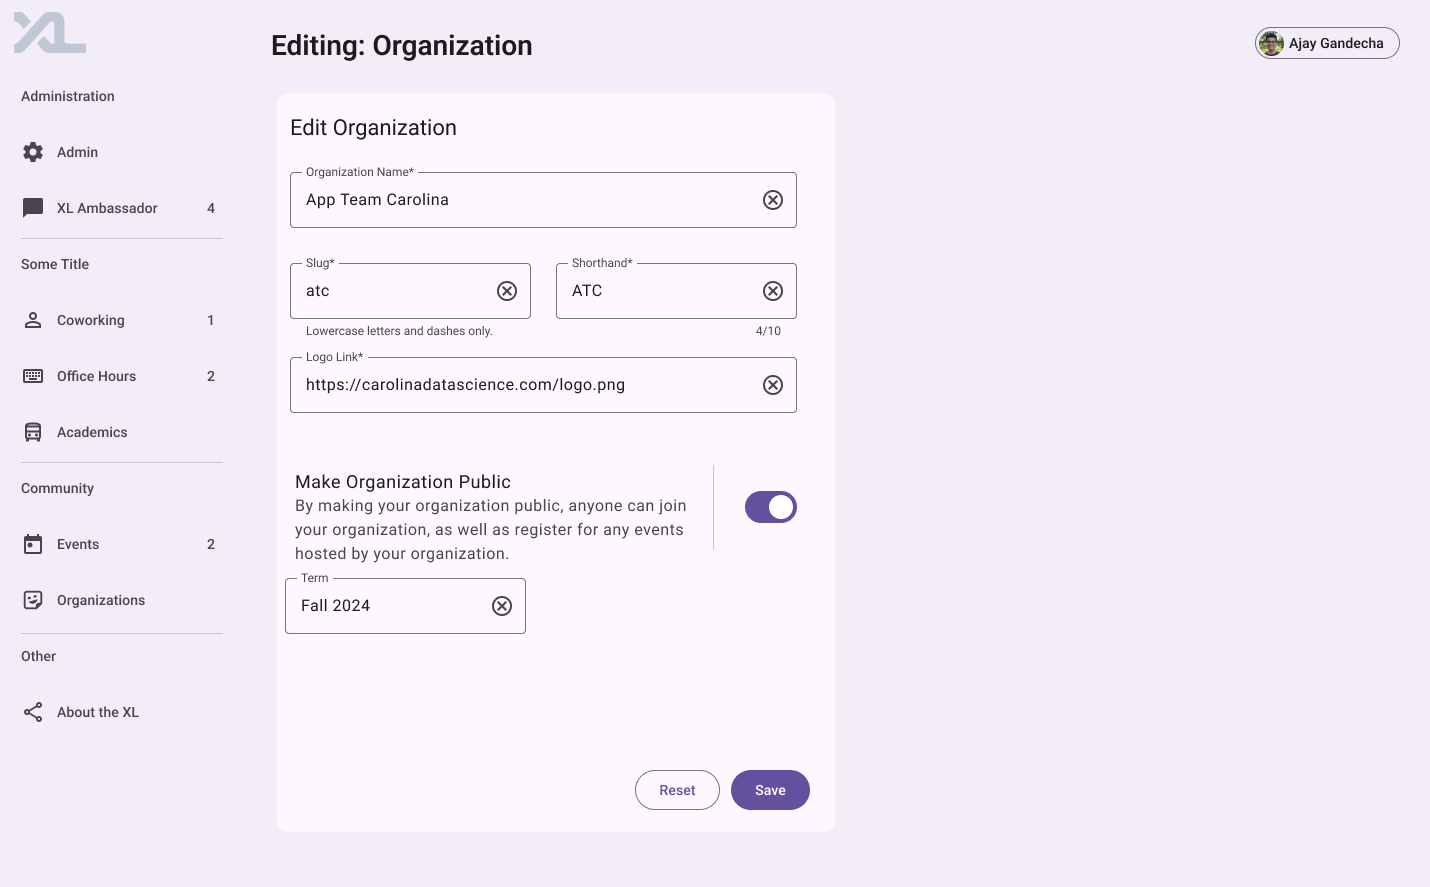 XL
Editing: Organization
Ajay Gandecha
Administration
Admin
XL Ambassador 4
Some Title
Coworking 1
Office Hours 2
Academics
Community
Events 2
Organizations
Other
About the XL
Edit Organization
Organization Name*
App Team Carolina
Slug*
atc
Lowercase letters and dashes only.
Shorthand*
ATC
4/10
Logo Link*
https://carolinadatascience.com/logo.png
Make Organization Public
By making your organization public, anyone can join
your organization, as well as register for any events
hosted by your organization.
Term
Fall 2024
Reset
Save